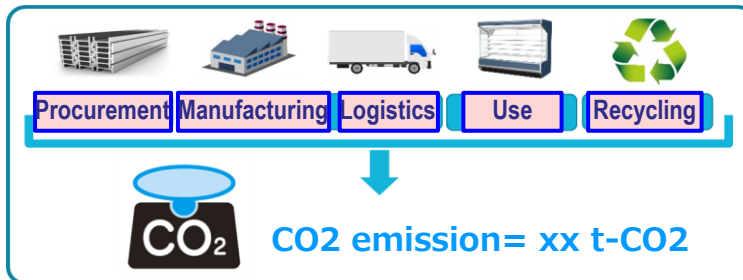 Procurement Manufacturing Logistics Use Recycling
CO2
CO2 emission= xx t-CO2